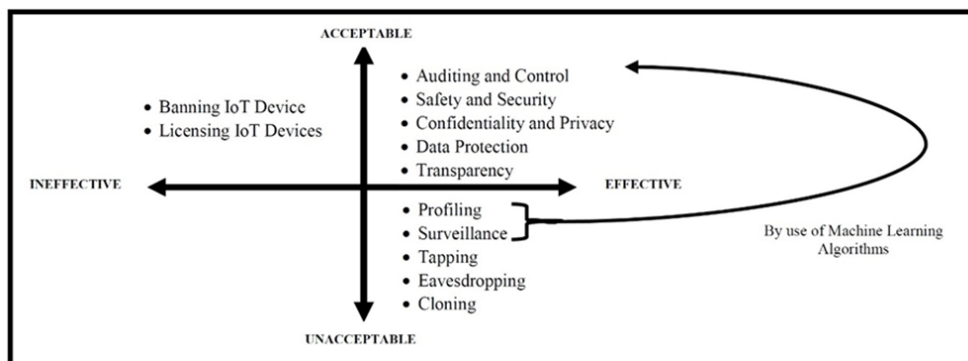 ACCEPTABLE
• Auditing and Control
• Safety and Security
• Confidentiality and Privacy
• Data Protection
• Transparency
• Banning IoT Device
• Licensing IoT Devices
INEFFECTIVE
EFFECTIVE
• Profiling
• Surveillance
• Tapping
• Eavesdropping
• Cloning
By use of Machine Learning
Algorithms
UNACCEPTABLE